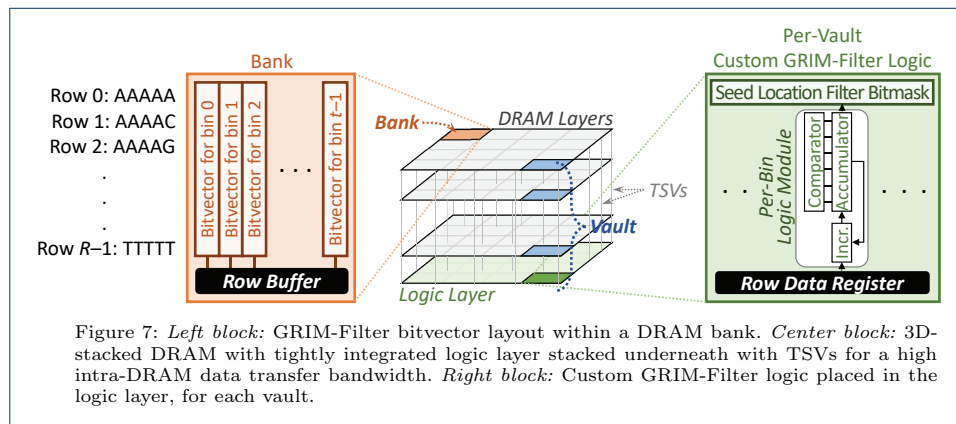 Per-Vault
Custom GRIM-Filter Logic
Bank
Row 0: AAAAA
Row 1: AAAAC
Row 2: AAAAG
.
.
.
Row R–1: TTTTT
Bitvector for bin 0
Bitvector for bin 1
Bitvector for bin 2
. . .
Bitvector for bin t–1
Row Buffer
Bank
DRAM Layers
TSVs
Vault
Logic Layer
Seed Location Filter Bitmask
. . .
Per-Bin
Logic Module
Comparator
Accumulator
Incr.
. . .
Row Data Register
Figure 7: Left block: GRIM-Filter bitvector layout within a DRAM bank. Center block: 3D-
stacked DRAM with tightly integrated logic layer stacked underneath with TSVs for a high
intra-DRAM data transfer bandwidth. Right block: Custom GRIM-Filter logic placed in the
logic layer, for each vault.